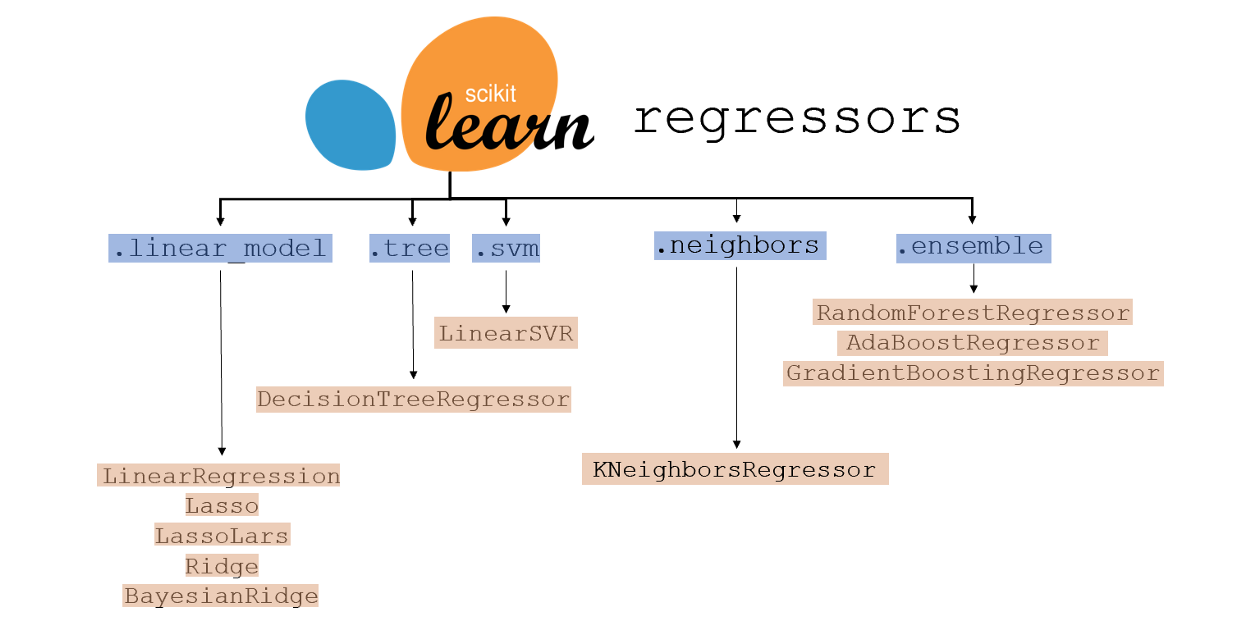 scikit
learn
regressors
.linear_model
.tree
.svm
.neighbors
.ensemble
RandomForestRegressor
AdaBoostRegressor
GradientBoostingRegressor
LinearSVR
DecisionTreeRegressor
KNeighborsRegressor
LinearRegression
Lasso
LassoLars
Ridge
BayesianRidge